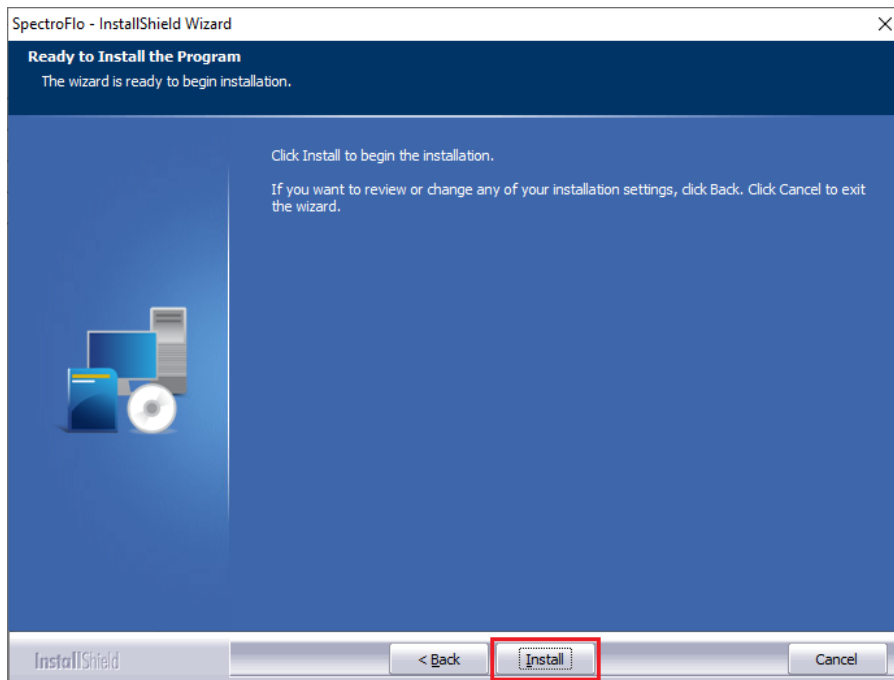 SpectroFlo - InstallShield Wizard
Ready to Install the Program
The wizard is ready to begin installation.
Click Install to begin the installation.
If you want to review or change any of your installation settings, click Back. Click Cancel to exit
the wizard.
InstallShield
< Back
Install
Cancel